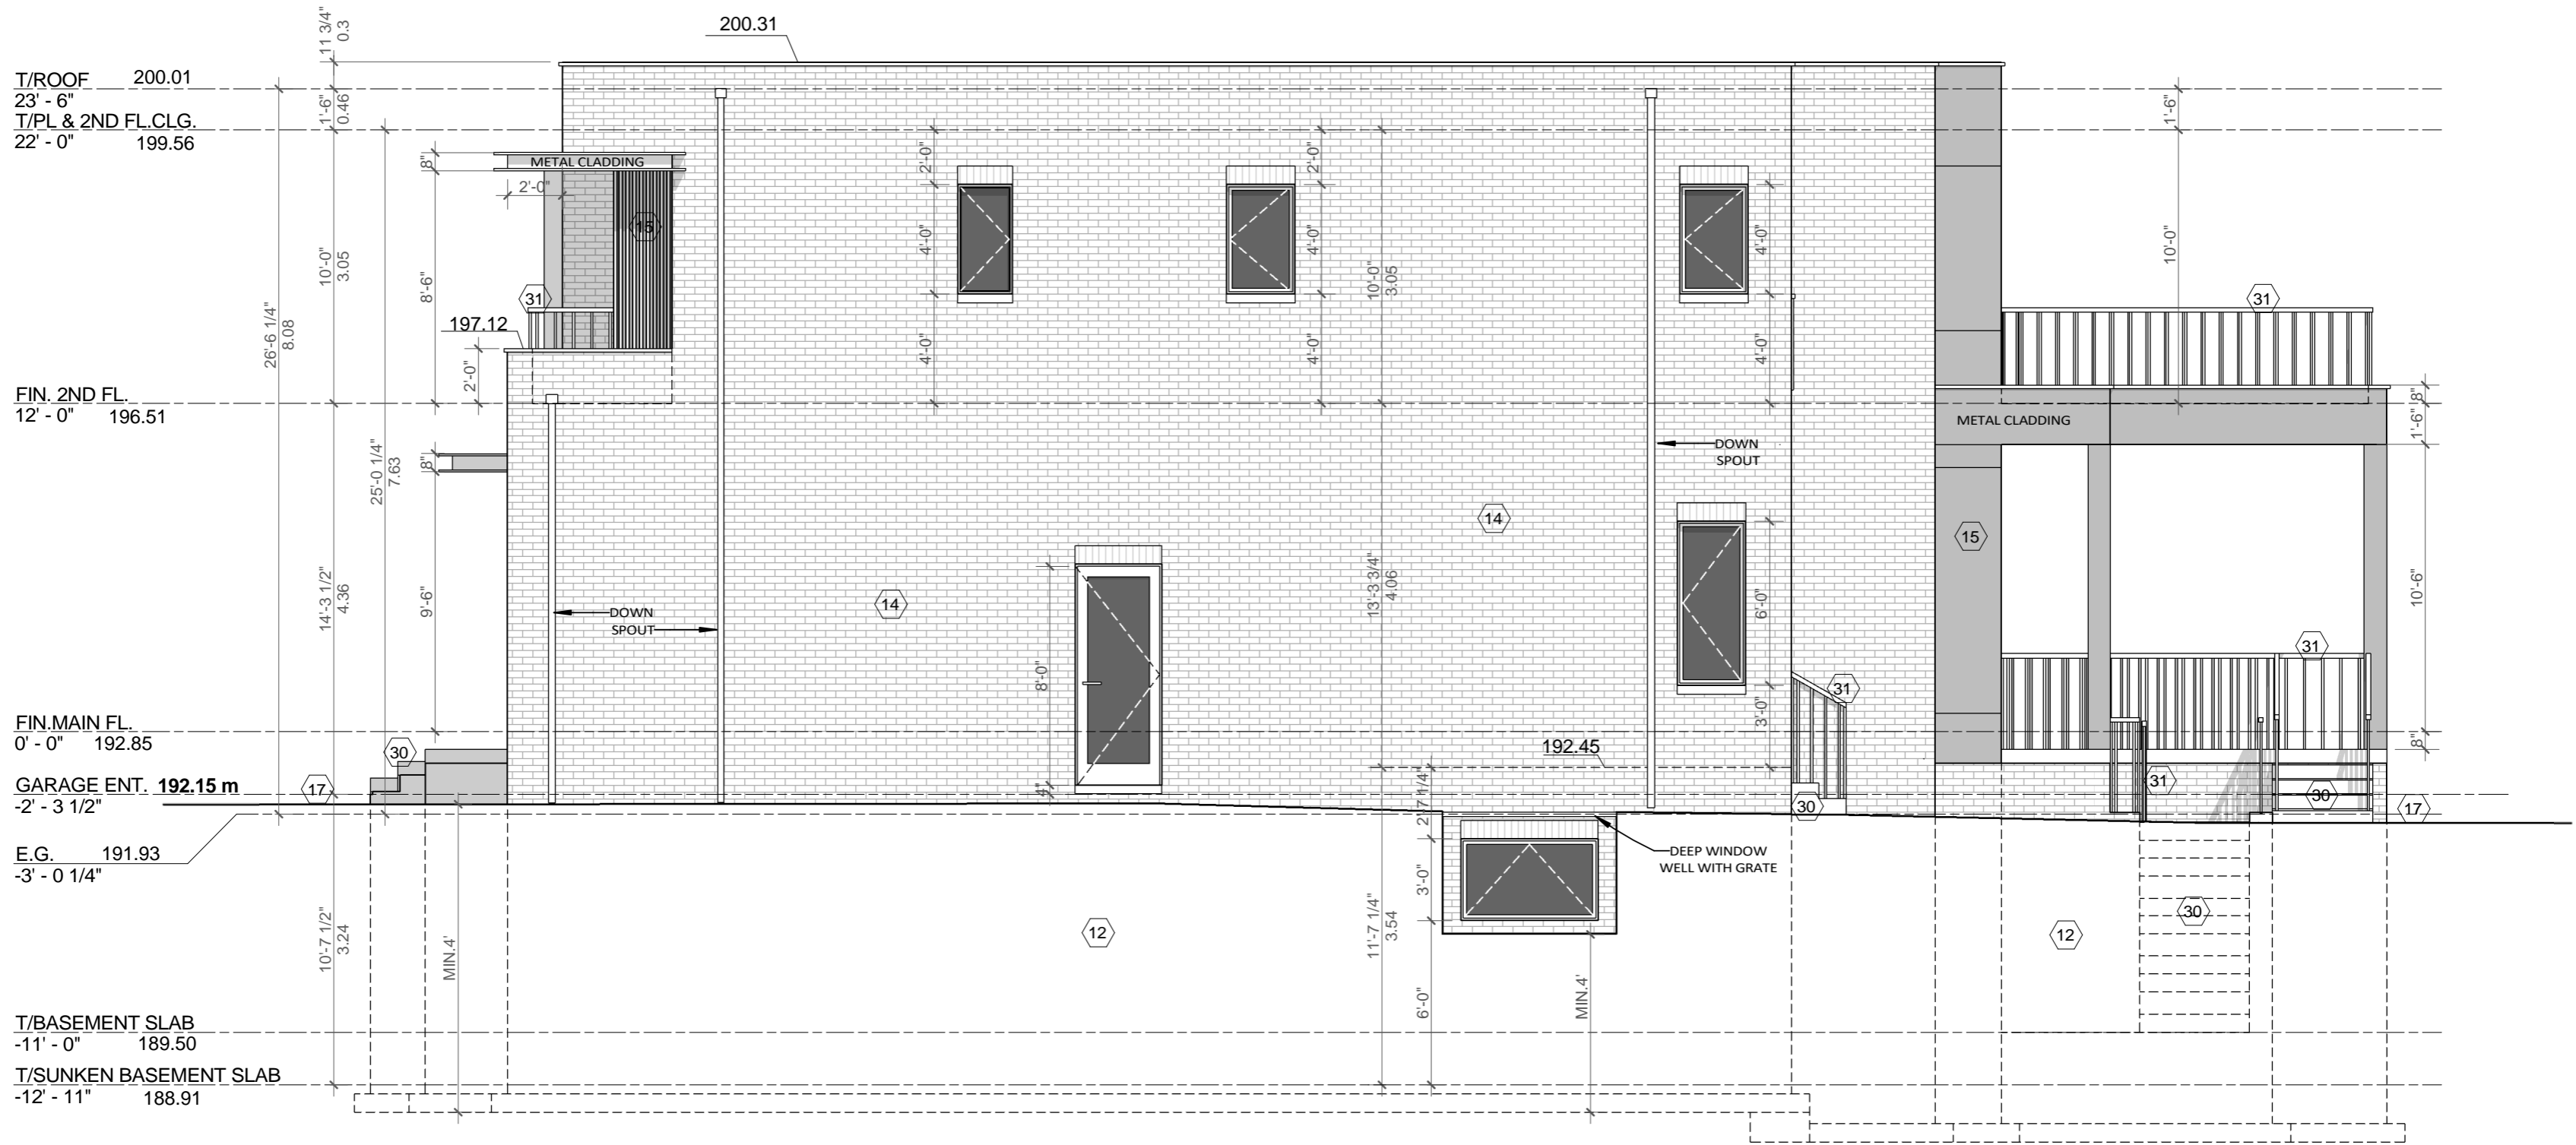 200.31
11 3/4"
0.3
T/ROOF 200.01
23' - 6"
T/PL & 2ND FL.CLG.
22' - 0" 199.56
1'-6"
0.46
1'-6"
8"
METAL CLADDING
2'-0"
15
2'-0"
2'-0"
4'-0"
4'-0"
4'-0"
10'-0"
3.05
8'-6"
10'-0"
3.05
10'-0"
31
31
197.12
26'-6 1/4"
8.08
2'-0"
4'-0"
4'-0"
4'-0"
FIN. 2ND FL.
12' - 0" 196.51
8"
METAL CLADDING
1'-6"
DOWN
SPOUT
8"
25'-0 1/4"
7.63
14
15
14'-3 1/2"
4.36
9'-6"
14
13'-3 3/4"
4.06
6'-0"
10'-6"
DOWN
SPOUT
8'-0"
31
31
3'-0"
FIN.MAIN FL.
0' - 0" 192.85
30
192.45
8"
GARAGE ENT. 192.15 m
-2' - 3 1/2"
17
4"
2'-7 1/4"
30
31
30
17
E.G. 191.93
-3' - 0 1/4"
DEEP WINDOW
WELL WITH GRATE
3'-0"
10'-7 1/2"
3.24
MIN.4'
12
11'-7 1/4"
3.54
6'-0"
MIN.4'
12
30
T/BASEMENT SLAB
-11' - 0" 189.50
T/SUNKEN BASEMENT SLAB
-12' - 11" 188.91